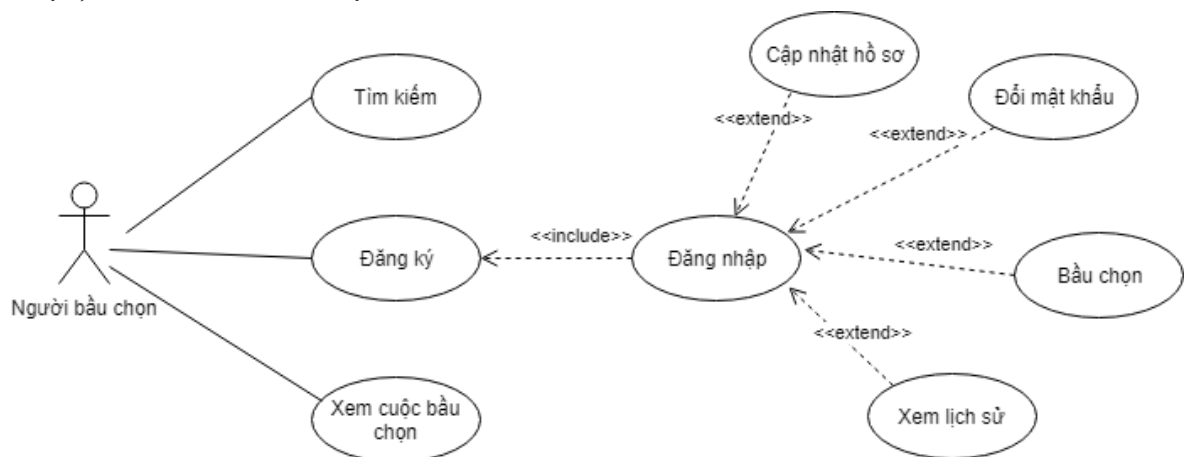 Cập nhật hồ sơ
Tìm kiếm
Đổi mật khẩu
<<extend>>
<<extend>>
<<include>>
<<extend>>
Đăng ký
Đăng nhập
Bầu chọn
Người bầu chọn
<<extend>>
Xem cuộc bầu
chọn
Xem lịch sử